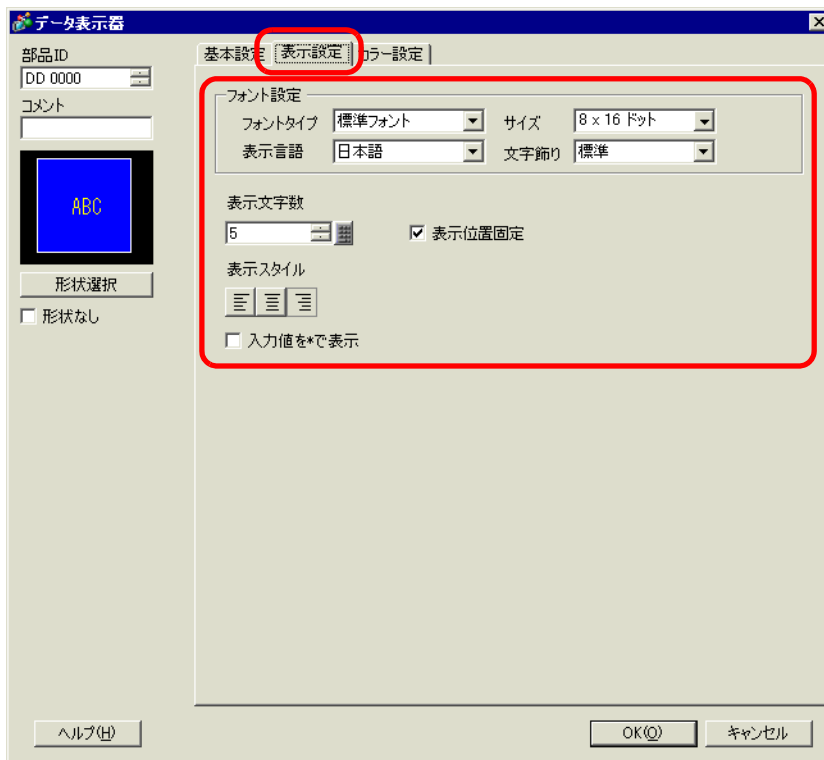 データ表示器
部品ID
DD 0000
コメント
ABC
形状選択
形状なし
基本設定 表示設定 カラー設定
フォント設定
フォントタイプ 標準フォント サイズ 8 x 16 ドット
表示言語 日本語 文字飾り 標準
表示文字数
5 表示位置固定
表示スタイル
入力値を*で表示
ヘルプ(H) OK(O) キャンセル